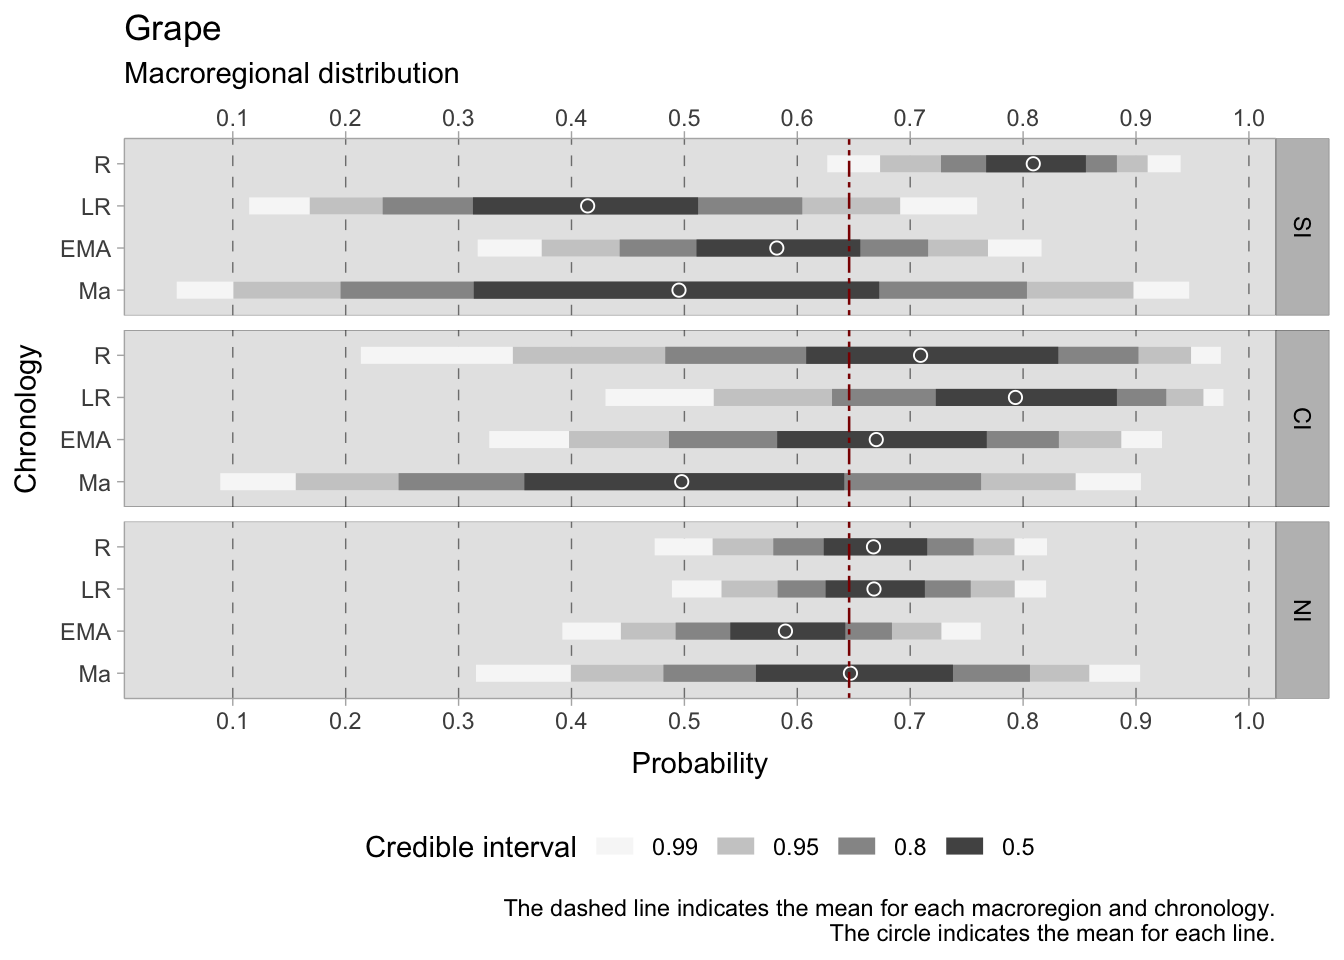 Grape
Macroregional distribution
0.1 0.2 0.3 0.4 0.5 0.6 0.7 0.8 0.9 1.0
R
LR
EMA
Ma
SI
Chronology
R
LR
EMA
Ma
CI
R
LR
EMA
Ma
NI
0.1 0.2 0.3 0.4 0.5 0.6 0.7 0.8 0.9 1.0
Probability
Credible interval 0.99 0.95 0.8 0.5
The dashed line indicates the mean for each macroregion and chronology.
The circle indicates the mean for each line.